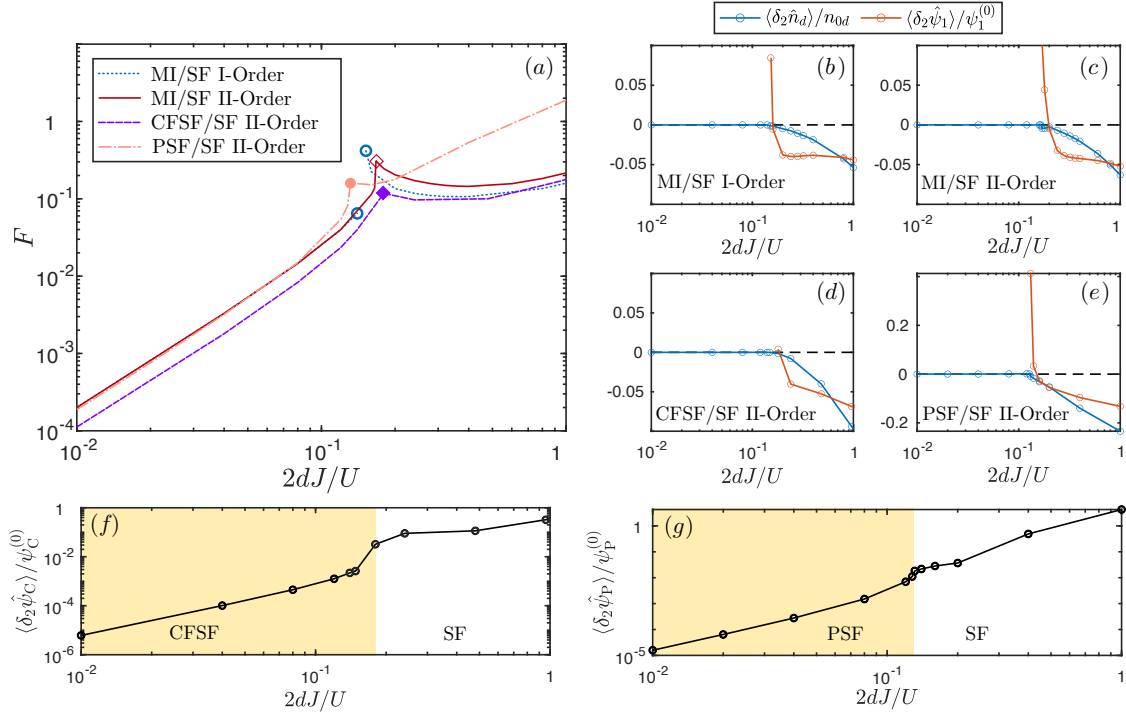 ⟨δ₂n̂_d⟩/n₀d ⟨δ₂ψ̂₁⟩/ψ₁⁽⁰⁾
(a)
MI/SF I-Order
MI/SF II-Order
CFSF/SF II-Order
PSF/SF II-Order
1
10⁻¹
10⁻²
10⁻³
10⁻⁴
F
10⁻² 10⁻¹ 1
2dJ/U
(b)
0.05
0
-0.05
MI/SF I-Order
10⁻² 10⁻¹ 1
2dJ/U
(c)
0.05
0
-0.05
MI/SF II-Order
10⁻² 10⁻¹ 1
2dJ/U
(d)
0.05
0
-0.05
CFSF/SF II-Order
10⁻² 10⁻¹ 1
2dJ/U
(e)
0.2
0
-0.2
PSF/SF II-Order
10⁻² 10⁻¹ 1
2dJ/U
(f)
1
10⁻²
10⁻⁴
10⁻⁶
⟨δ₂ψ̂_C⟩/ψ_C⁽⁰⁾
CFSF SF
10⁻² 10⁻¹ 1
2dJ/U
(g)
1
10⁻⁵
⟨δ₂ψ̂_P⟩/ψ_P⁽⁰⁾
PSF SF
10⁻² 10⁻¹ 1
2dJ/U